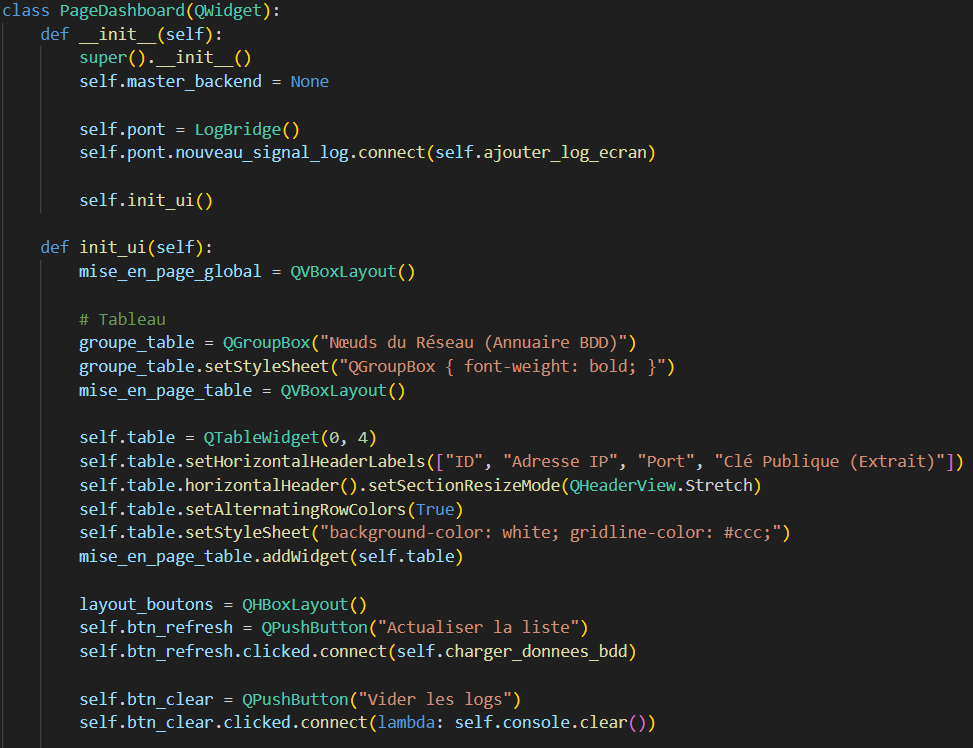 class PageDashboard(QWidget):
    def __init__(self):
        super().__init__()
        self.master_backend = None

        self.pont = LogBridge()
        self.pont.nouveau_signal_log.connect(self.ajouter_log_ecran)

        self.init_ui()

    def init_ui(self):
        mise_en_page_global = QVBoxLayout()

        # Tableau
        groupe_table = QGroupBox("Nœuds du Réseau (Annuaire BDD)")
        groupe_table.setStyleSheet("QGroupBox { font-weight: bold; }")
        mise_en_page_table = QVBoxLayout()

        self.table = QTableWidget(0, 4)
        self.table.setHorizontalHeaderLabels(["ID", "Adresse IP", "Port", "Clé Publique (Extrait)"])
        self.table.horizontalHeader().setSectionResizeMode(QHeaderView.Stretch)
        self.table.setAlternatingRowColors(True)
        self.table.setStyleSheet("background-color: white; gridline-color: #ccc;")
        mise_en_page_table.addWidget(self.table)

        layout_boutons = QHBoxLayout()
        self.btn_refresh = QPushButton("Actualiser la liste")
        self.btn_refresh.clicked.connect(self.charger_donnees_bdd)

        self.btn_clear = QPushButton("Vider les logs")
        self.btn_clear.clicked.connect(lambda: self.console.clear())